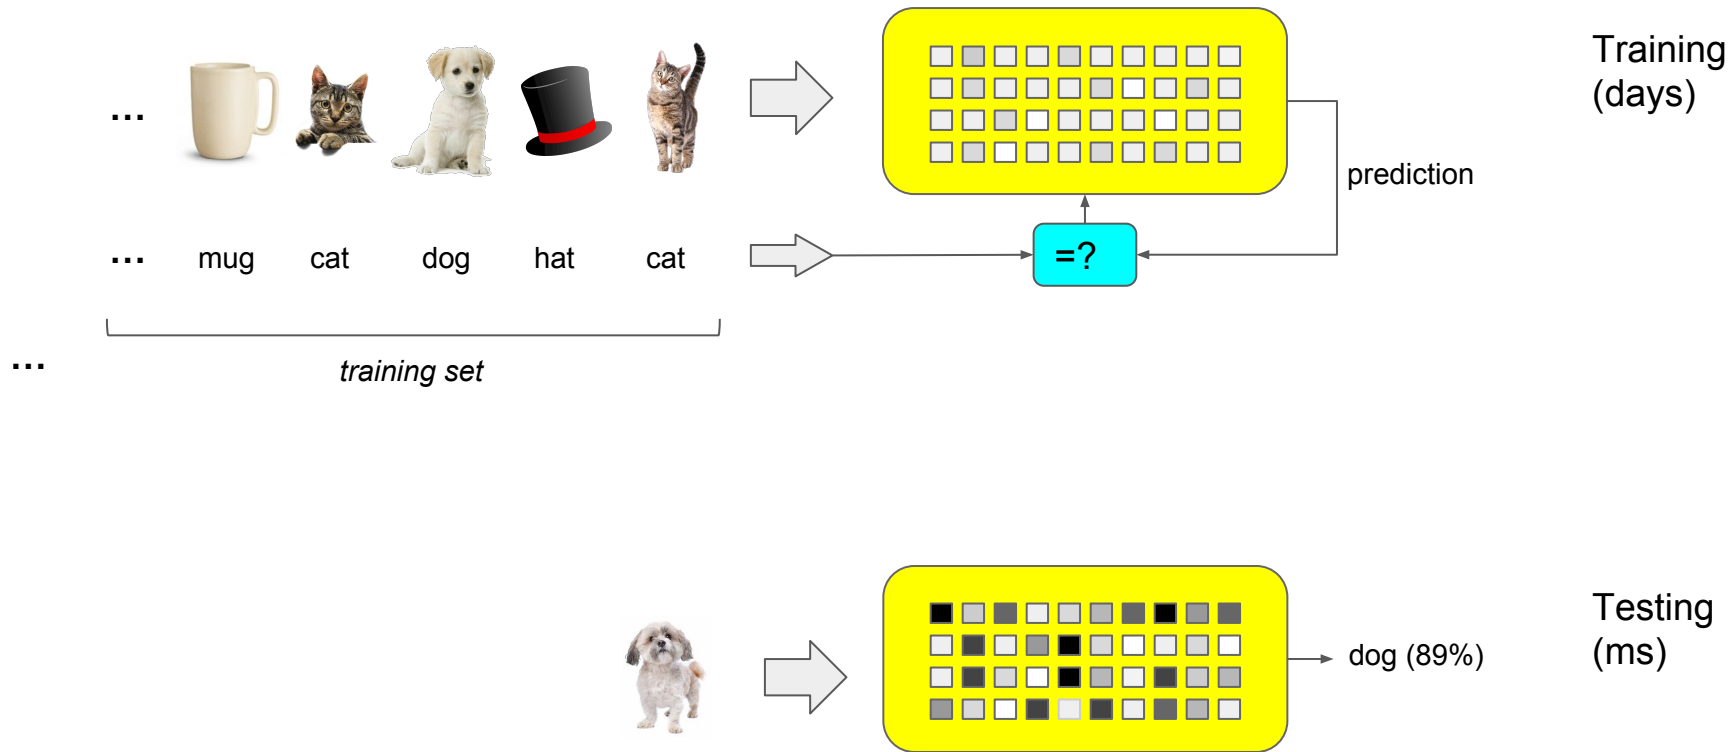 Training
(days)
...
prediction
... mug cat dog hat cat
=?
...
training set
Testing
(ms)
dog (89%)